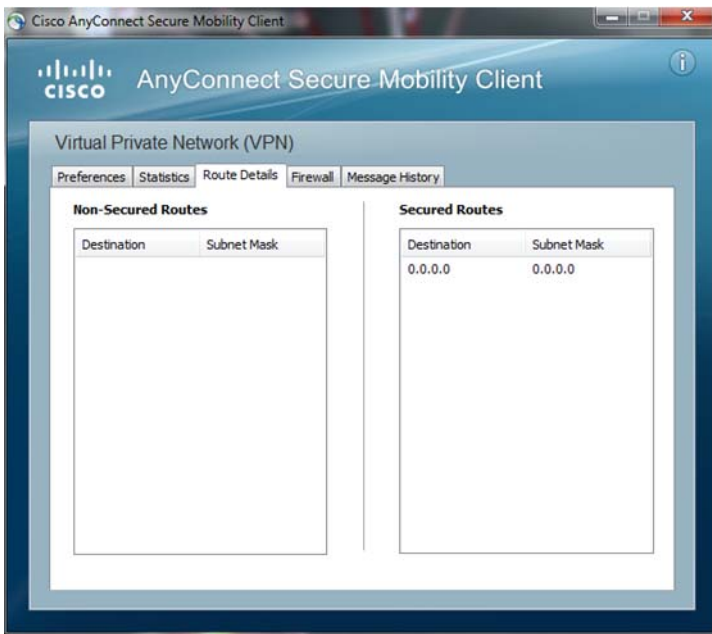 Cisco AnyConnect Secure Mobility Client
CISCO
AnyConnect Secure Mobility Client
Virtual Private Network (VPN)
Preferences Statistics Route Details Firewall Message History
Non-Secured Routes
Destination Subnet Mask
Secured Routes
Destination Subnet Mask
0.0.0.0 0.0.0.0